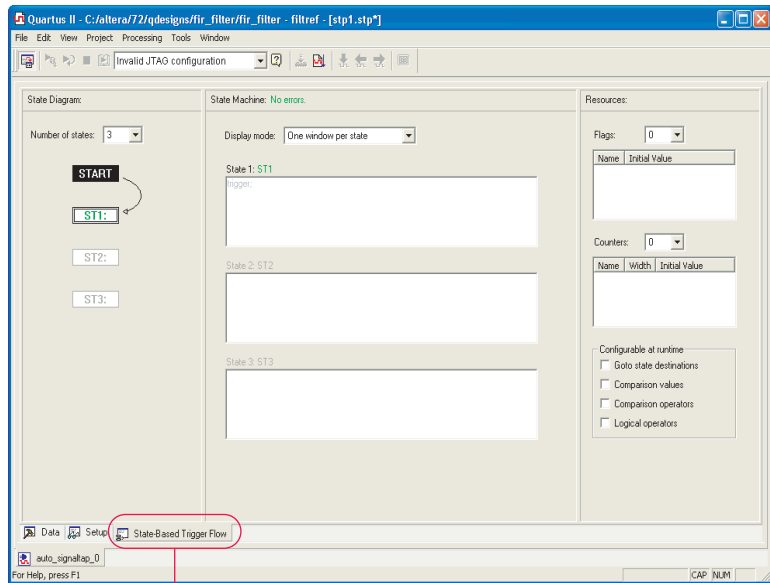 Quartus II - C:/altera/72/qdesigns/fir_filter/fir_filter - filtref - [stp1.stp*]
File Edit View Project Processing Tools Window
Invalid JTAG configuration
State Diagram:
Number of states: 3
START
ST1:
ST2:
ST3:
State Machine: No errors.
Display mode: One window per state
State 1: ST1
trigger;
State 2: ST2
State 3: ST3
Resources:
Flags: 0
Name Initial Value
Counters: 0
Name Width Initial Value
Configurable at runtime
Goto state destinations
Comparison values
Comparison operators
Logical operators
Data Setup State-Based Trigger Flow
auto_signaltap_0
For Help, press F1 CAP NUM